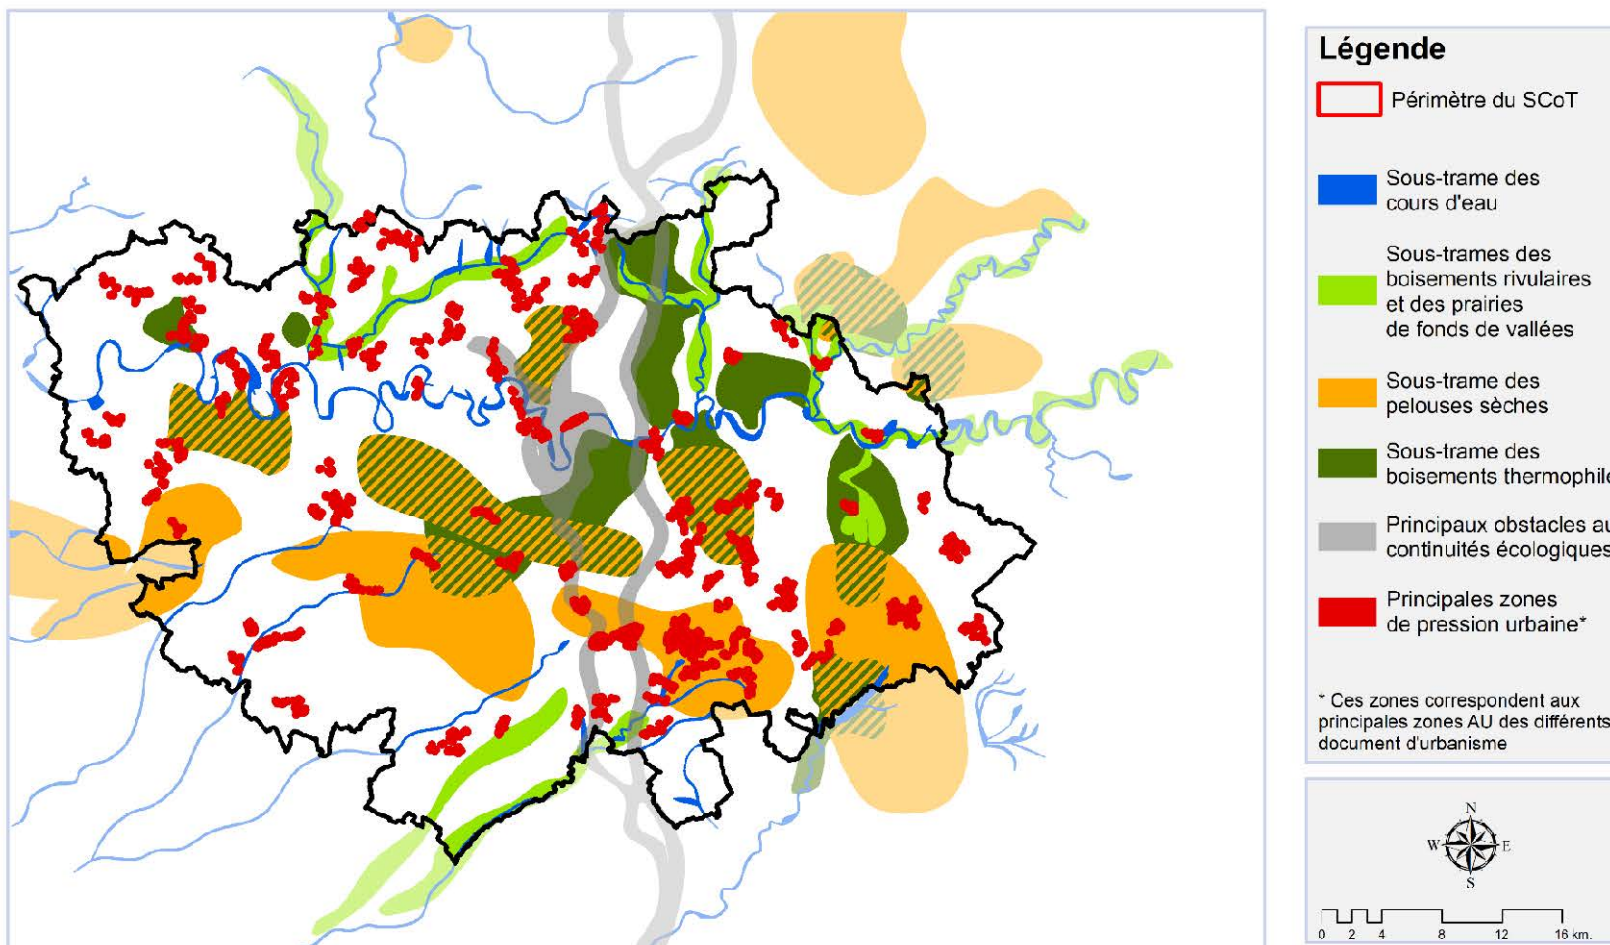 Légende
Périmètre du SCoT
Sous-trame des
cours d'eau
Sous-trames des
boisements rivulaires
et des prairies
de fonds de vallées
Sous-trame des
pelouses sèches
Sous-trame des
boisements thermophile
Principaux obstacles au
continuités écologiques
Principales zones
de pression urbaine*
* Ces zones correspondent aux
principales zones AU des différents
document d'urbanisme
N
W E
S
0 2 4 8 12 16 km.